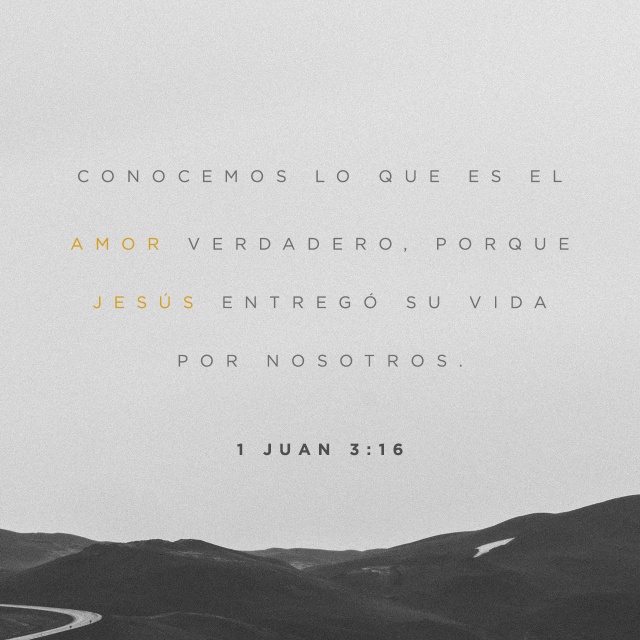 CONOCEMOS LO QUE ES EL
AMOR VERDADERO, PORQUE
JESÚS ENTREGÓ SU VIDA
POR NOSOTROS.
1 JUAN 3:16